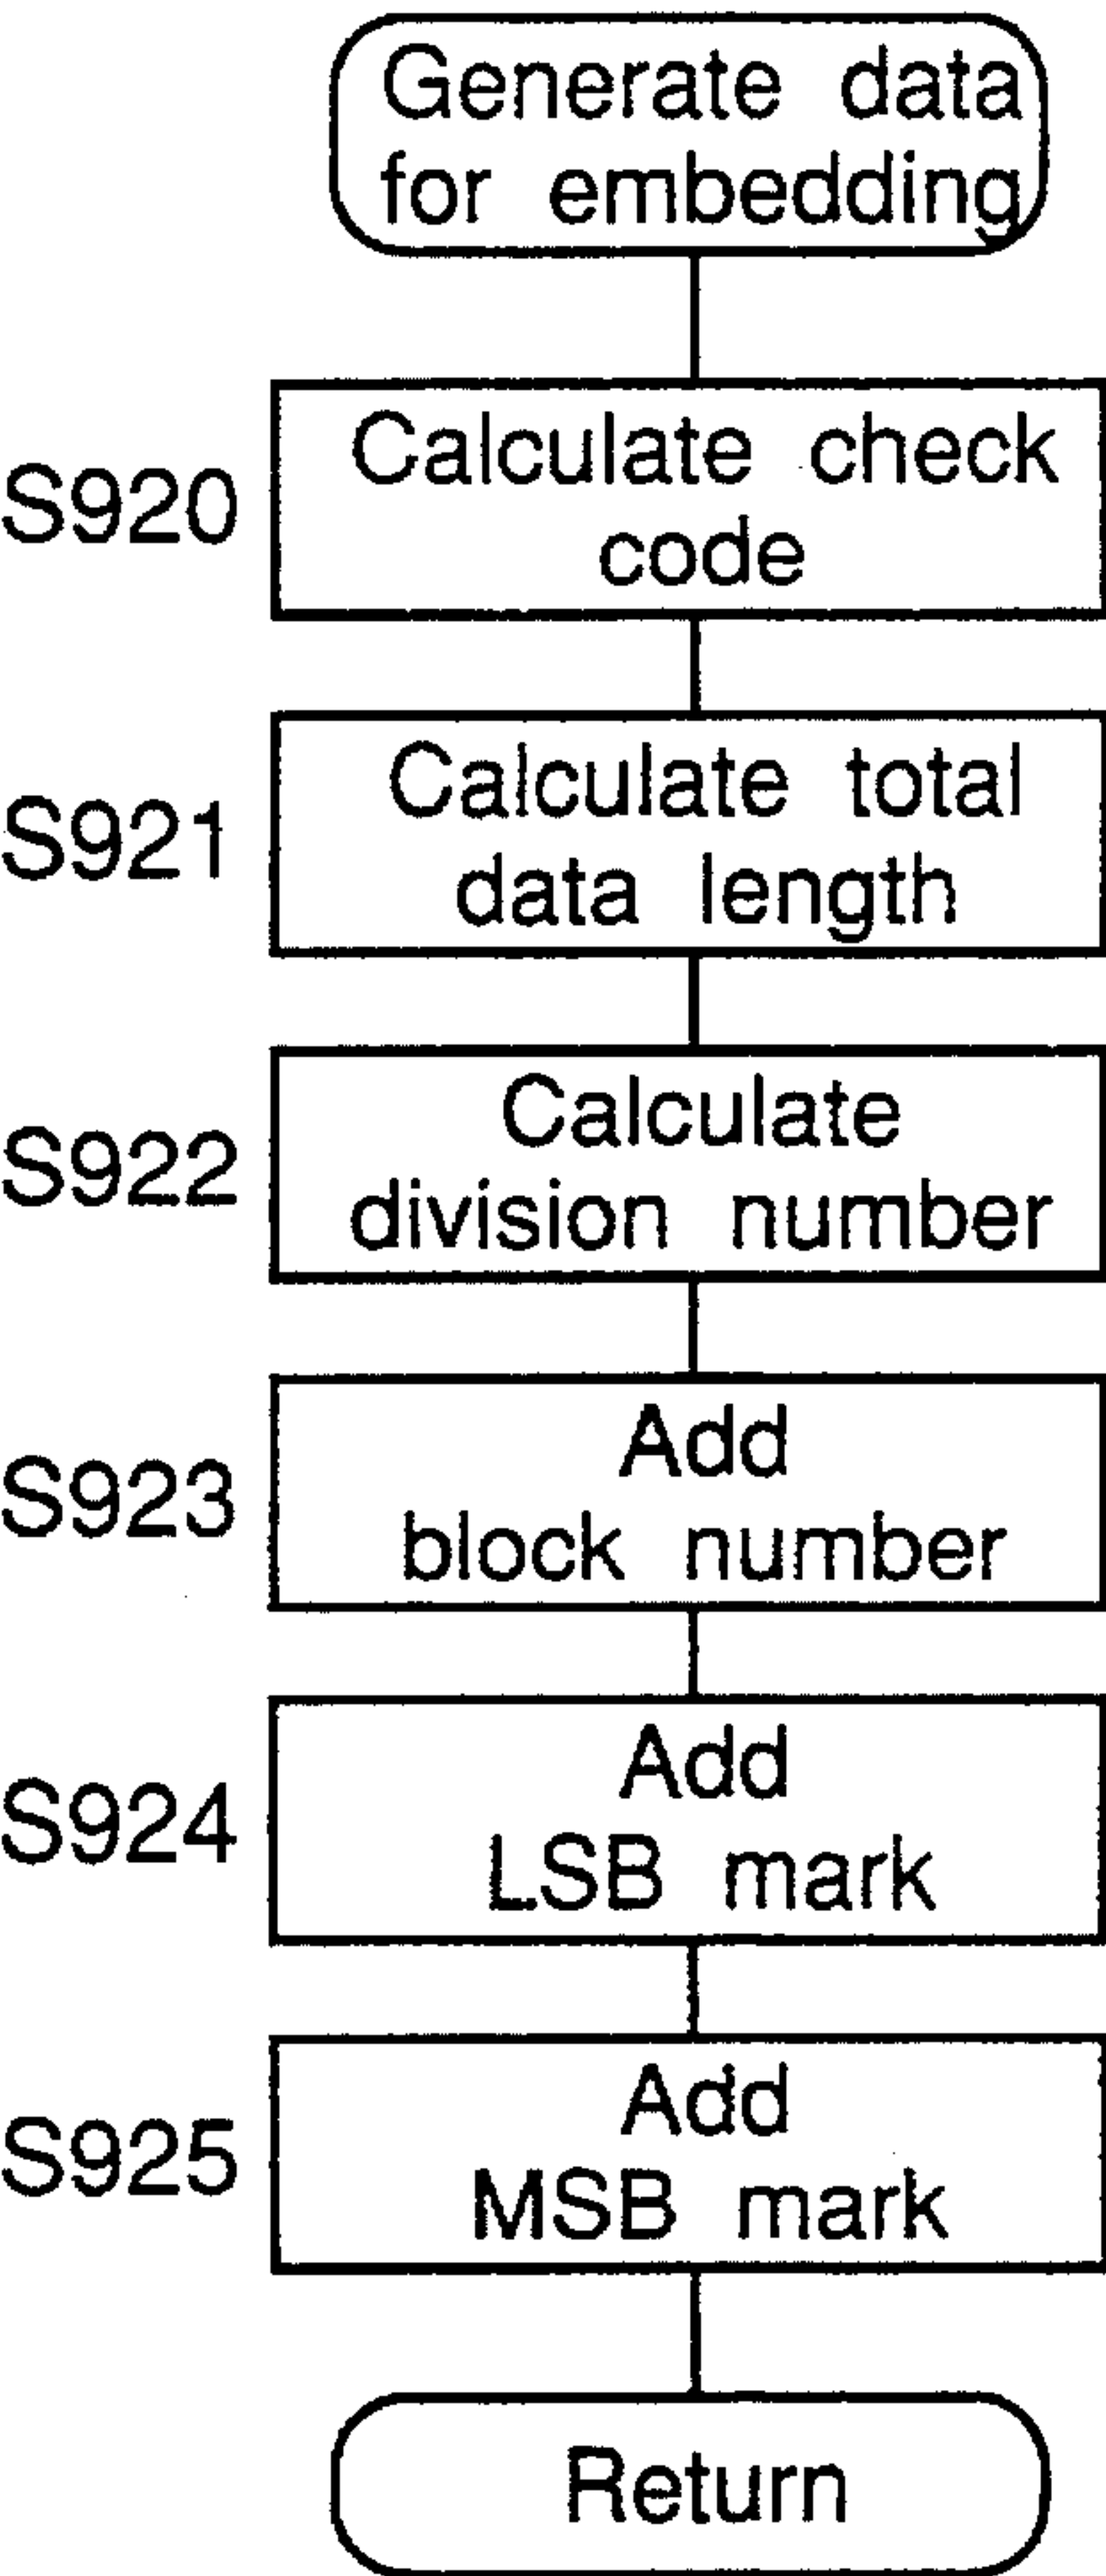 Generate data
for embedding
S920
Calculate check
code
S921
Calculate total
data length
S922
Calculate
division number
S923
Add
block number
S924
Add
LSB mark
S925
Add
MSB mark
Return